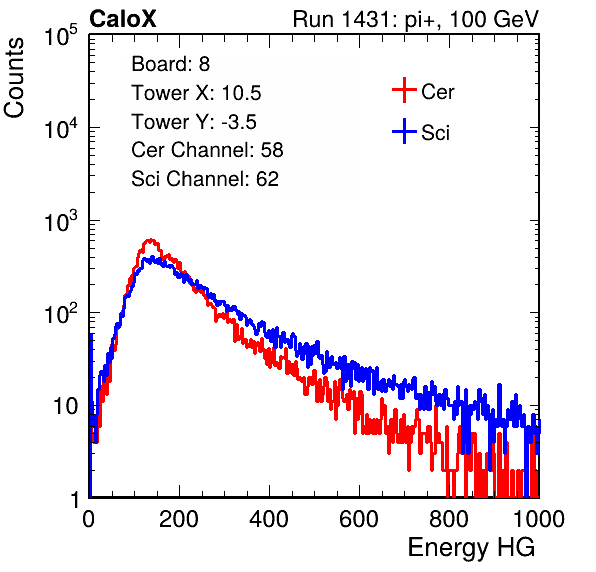 CaloX Run 1431: pi+, 100 GeV
Counts
Board: 8
Tower X: 10.5
Tower Y: -3.5
Cer Channel: 58
Sci Channel: 62
Cer
Sci
10^5
10^4
10^3
10^2
10
1
0 200 400 600 800 1000
Energy HG